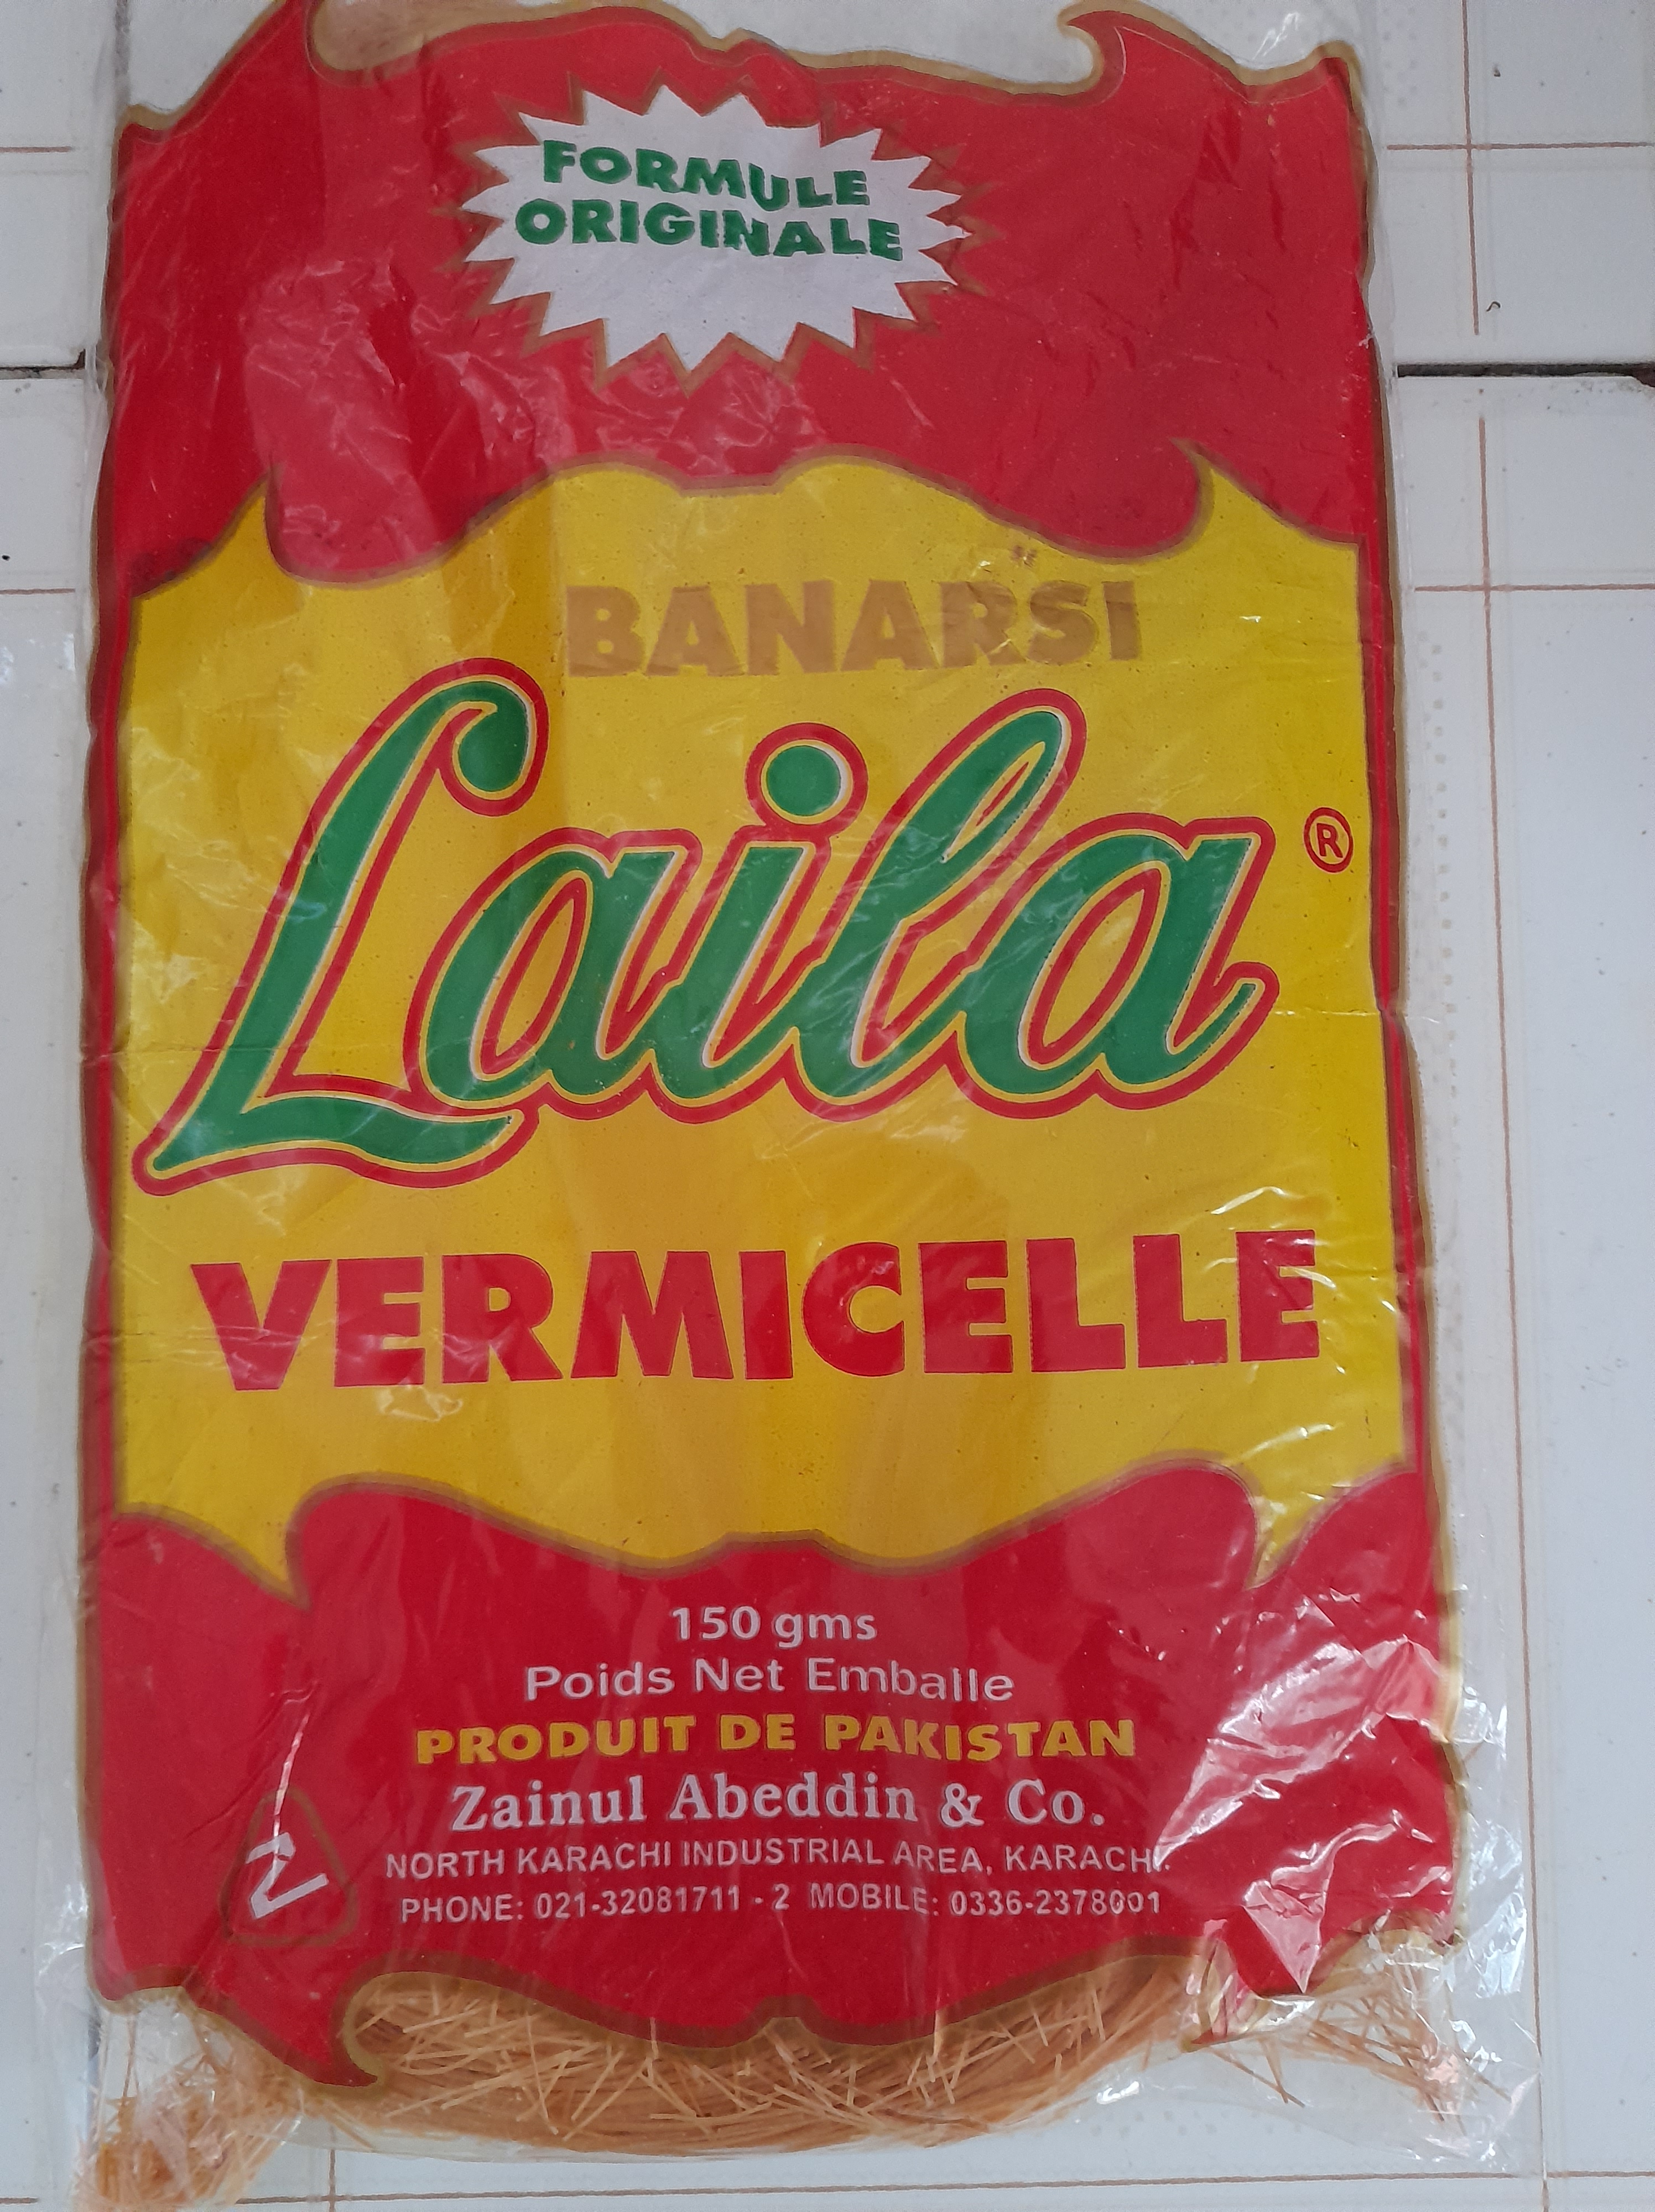 FORMULE
ORIGINALE
BANARSI
Laila ®
VERMICELLE
150 gms
Poids Net Emballe
PRODUIT DE PAKISTAN
Zainul Abeddin & Co.
NORTH KARACHI INDUSTRIAL AREA, KARACHI.
PHONE: 021-32081711 - 2 MOBILE: 0336-2378001
Z